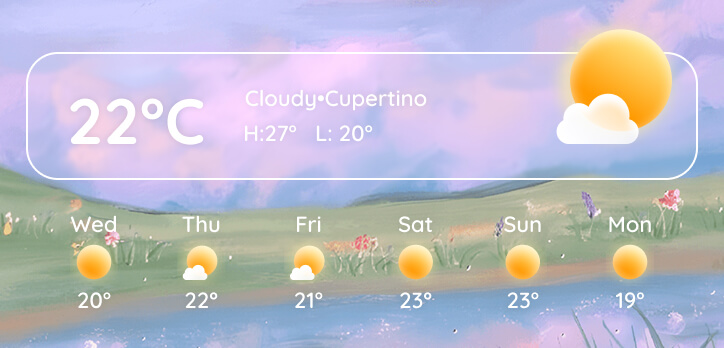 22°C
Cloudy•Cupertino
H:27° L: 20°
Wed Thu Fri Sat Sun Mon
20° 22° 21° 23° 23° 19°